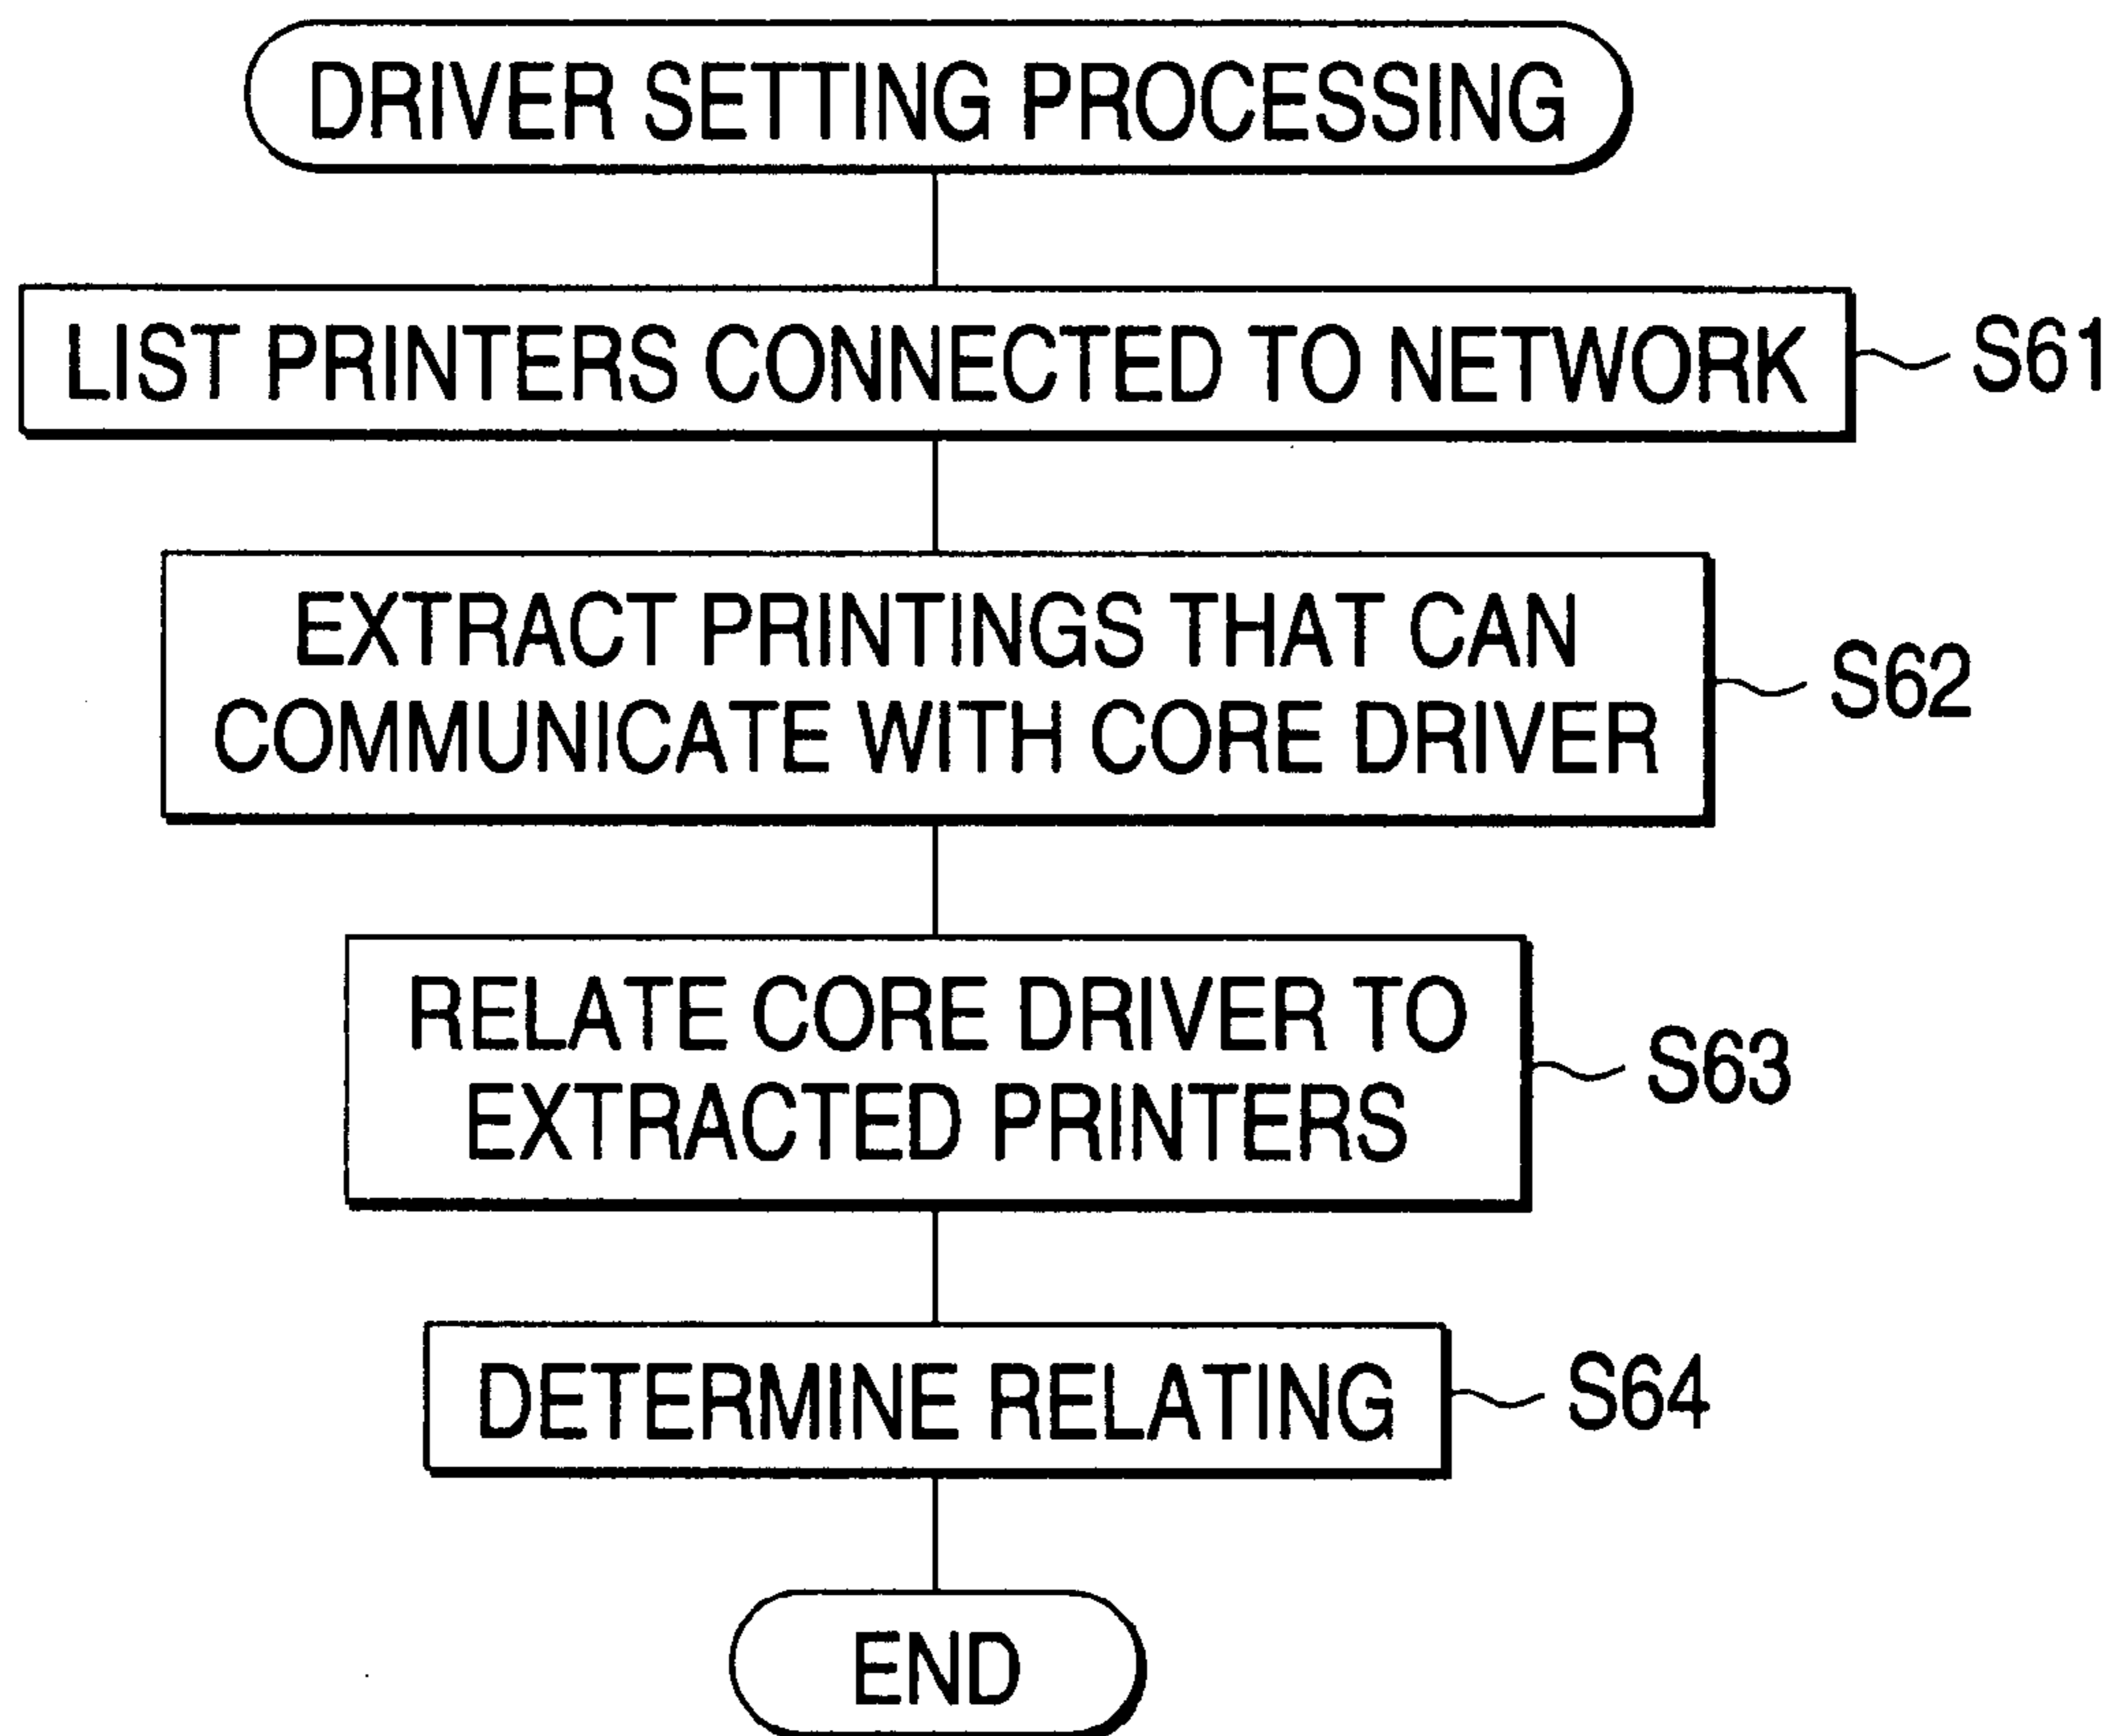 DRIVER SETTING PROCESSING
LIST PRINTERS CONNECTED TO NETWORK
S61
EXTRACT PRINTINGS THAT CAN
COMMUNICATE WITH CORE DRIVER
S62
RELATE CORE DRIVER TO
EXTRACTED PRINTERS
S63
DETERMINE RELATING
S64
END